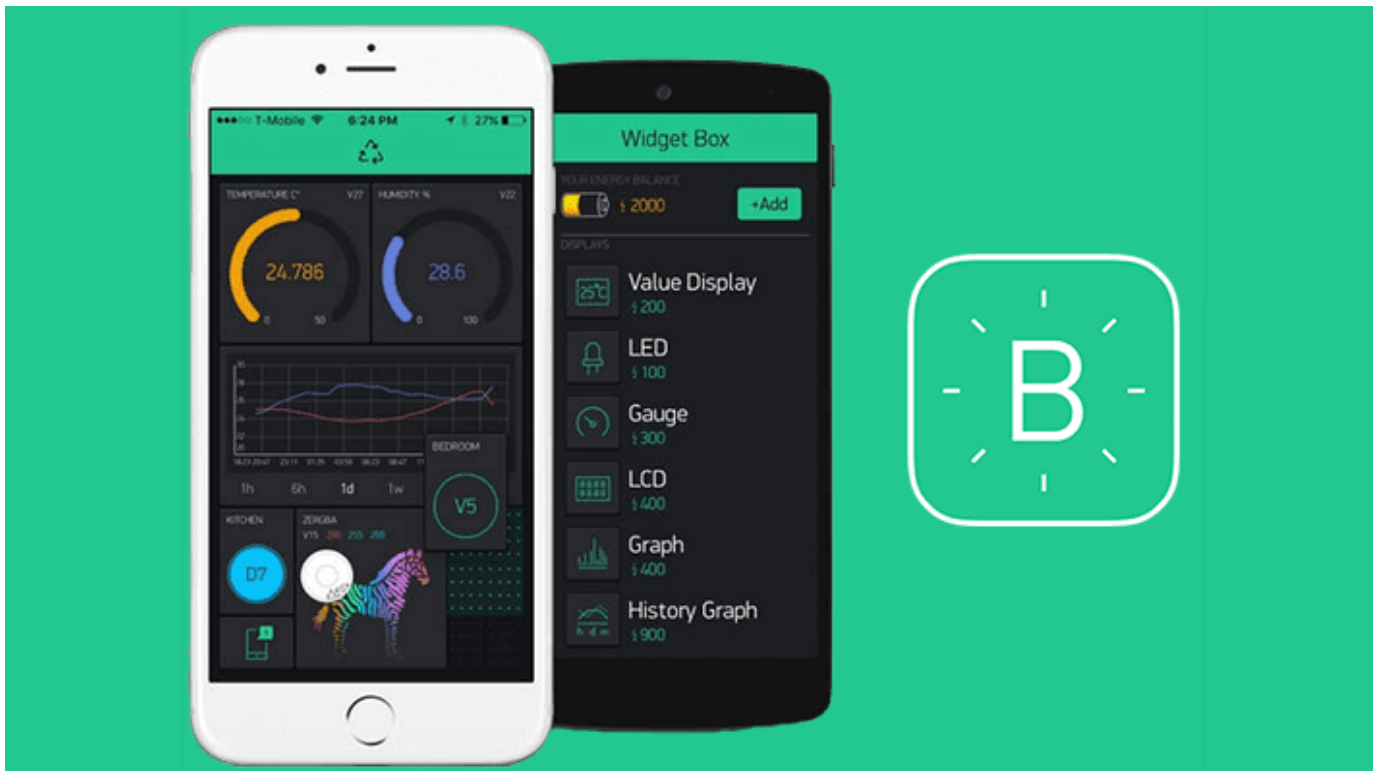 T-Mobile 6:24 PM 27%
TEMPERATURE C° V27
24.786
0 50
HUMIDITY % V22
28.6
0 100
1h 6h 1d 1w
BEDROOM
V5
KITCHEN
D7
ZERGBA
V15 255
Widget Box
YOUR ENERGY BALANCE
2000
+Add
DISPLAYS
25°C
Value Display
200
LED
100
Gauge
300
LCD
400
Graph
400
h d m
History Graph
900
B